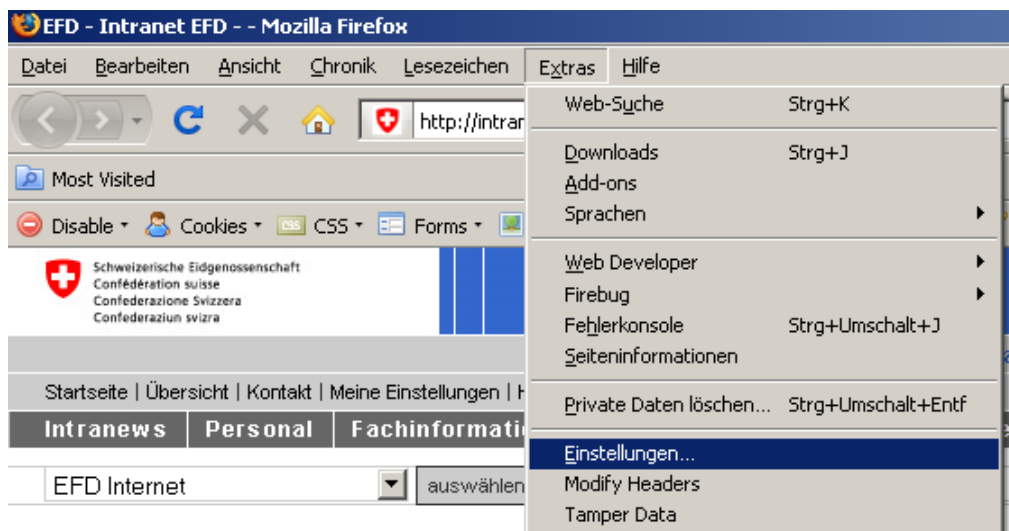 EFD - Intranet EFD - - Mozilla Firefox
Datei Bearbeiten Ansicht Chronik Lesezeichen Extras Hilfe
http://intran
Most Visited
Disable Cookies CSS Forms
Schweizerische Eidgenossenschaft
Confédération suisse
Confederazione Svizzera
Confederaziun svizra
Startseite | Übersicht | Kontakt | Meine Einstellungen |
Intranews Personal Fachinformati
EFD Internet auswählen
Web-Suche Strg+K
Downloads Strg+J
Add-ons
Sprachen
Web Developer
Firebug
Fehlerkonsole Strg+Umschalt+J
Seiteninformationen
Private Daten löschen... Strg+Umschalt+Entf
Einstellungen...
Modify Headers
Tamper Data